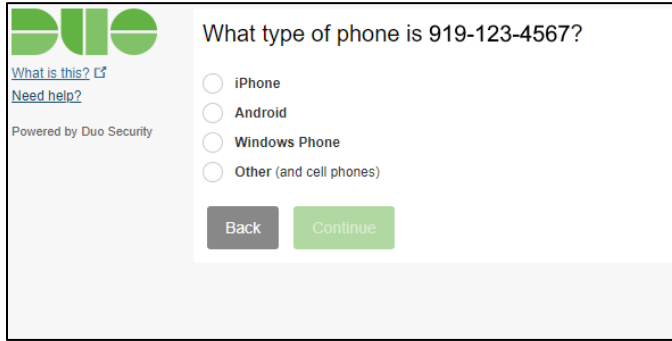 DUO
What is this?
Need help?
Powered by Duo Security
What type of phone is 919-123-4567?
iPhone
Android
Windows Phone
Other (and cell phones)
Back
Continue